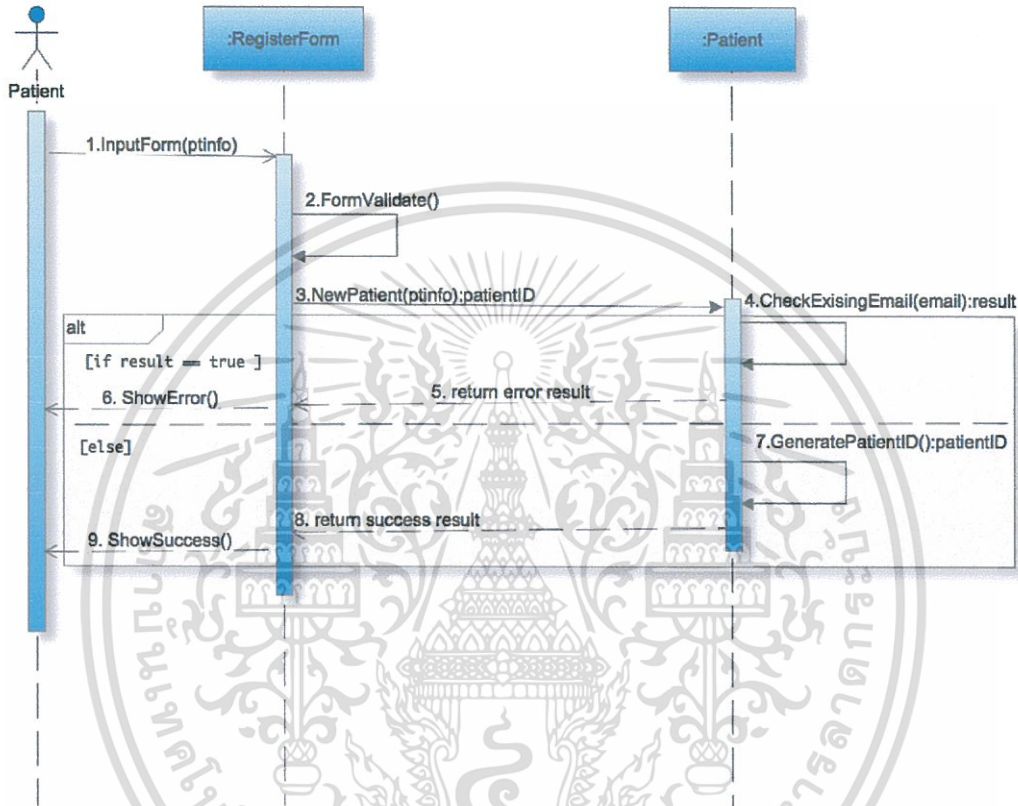 :RegisterForm
:Patient
Patient
1.InputForm(ptinfo)
2.FormValidate()
3.NewPatient(ptinfo):patientID
4.CheckExisingEmail(email):result
alt
[if result == true ]
5. return error result
6. ShowError()
[else]
7.GeneratePatientID():patientID
8. return success result
9. ShowSuccess()